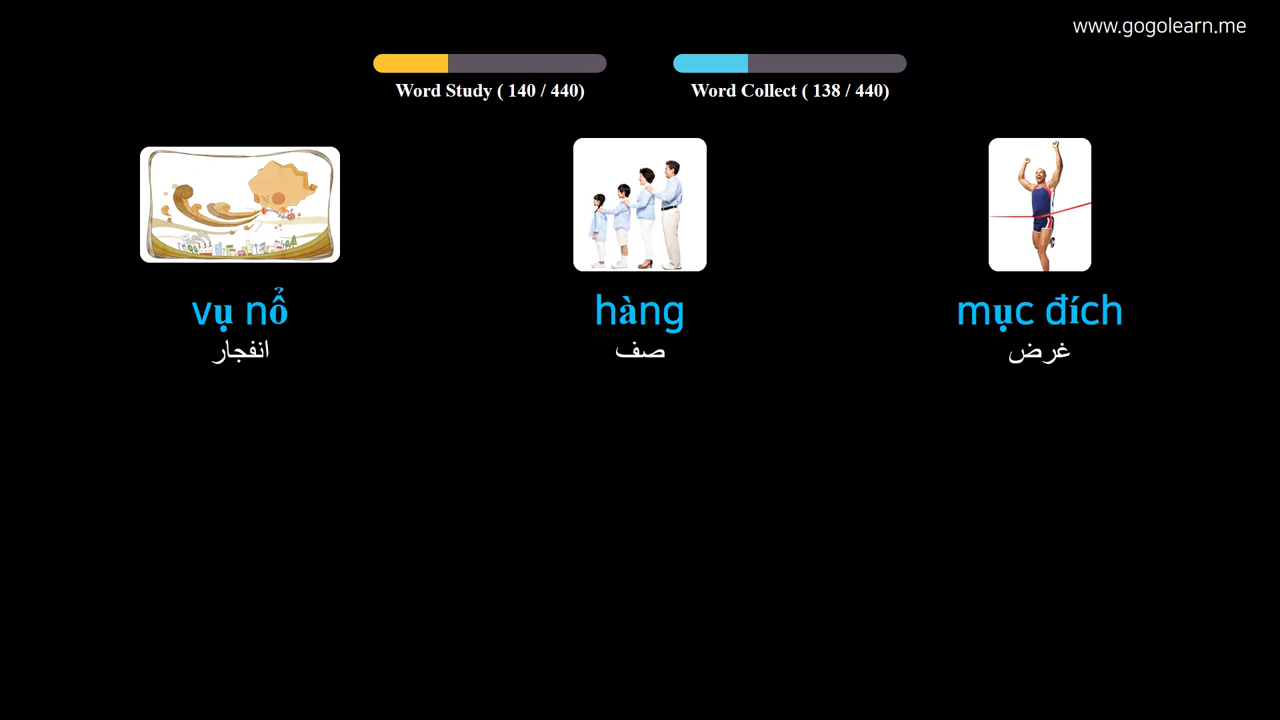 www.gogolearn.me
Word Study ( 140 / 440)
Word Collect ( 138 / 440)
vụ nổ
hàng
mục đích
انفجار
صف
غرض